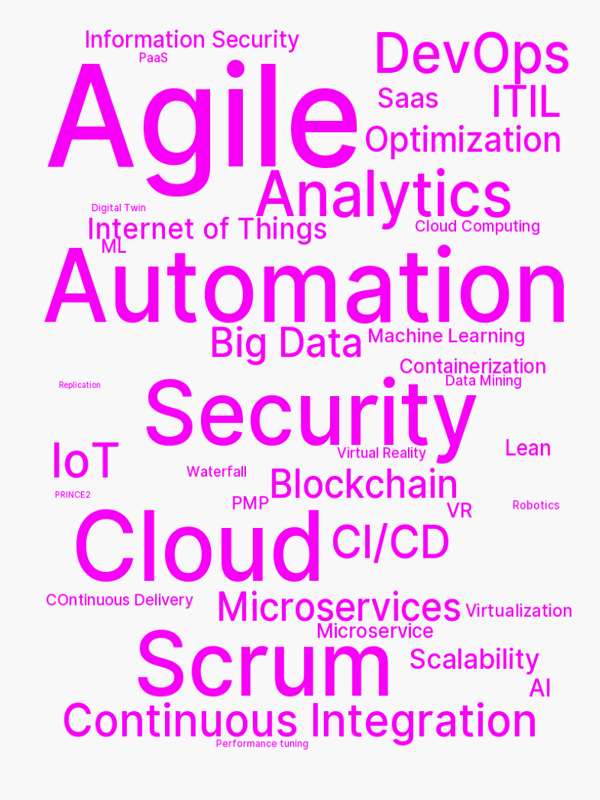 Information Security
DevOps
PaaS
Agile
Saas
ITIL
Optimization
Analytics
Digital Twin
Internet of Things
Cloud Computing
ML
Automation
Big Data
Machine Learning
Containerization
Data Mining
Replication
Security
Virtual Reality
Lean
IoT
Waterfall
Blockchain
PRINCE2
PMP
VR
Robotics
Cloud
CI/CD
COntinuous Delivery
Microservices
Virtualization
Microservice
Scrum
Scalability
AI
Continuous Integration
Performance tuning